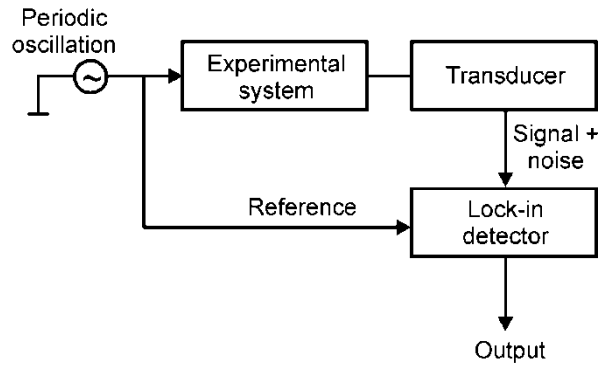 Periodic
oscillation
Experimental
system
Transducer
Signal +
noise
Reference
Lock-in
detector
Output